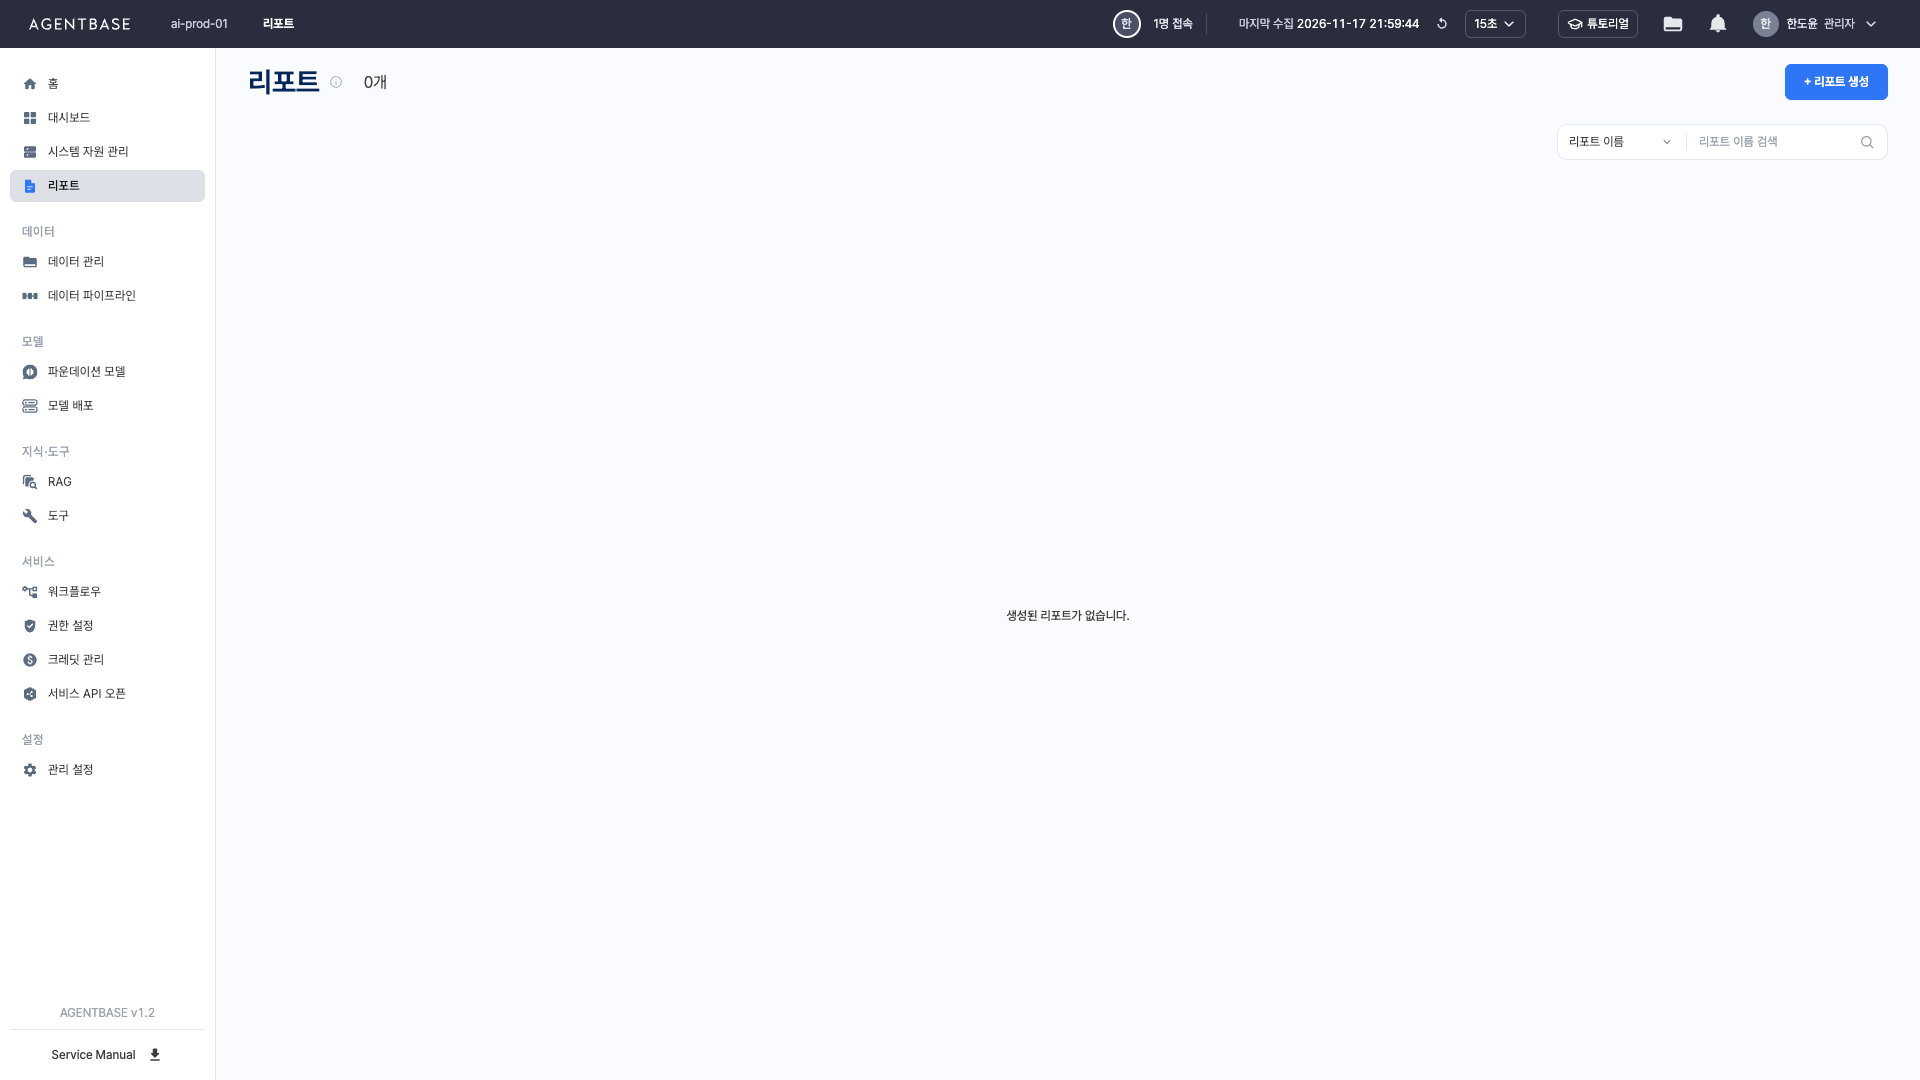 AGENTBASE ai-prod-01 리포트 한 1명 접속 마지막 수집 2026-11-17 21:59:44 15초 튜토리얼 한 한도윤 관리자
홈
대시보드
시스템 자원 관리
리포트
데이터
데이터 관리
데이터 파이프라인
모델
파운데이션 모델
모델 배포
지식·도구
RAG
도구
서비스
워크플로우
권한 설정
크레딧 관리
서비스 API 오픈
설정
관리 설정
AGENTBASE v1.2
Service Manual
리포트 0개
+ 리포트 생성
리포트 이름 리포트 이름 검색
생성된 리포트가 없습니다.